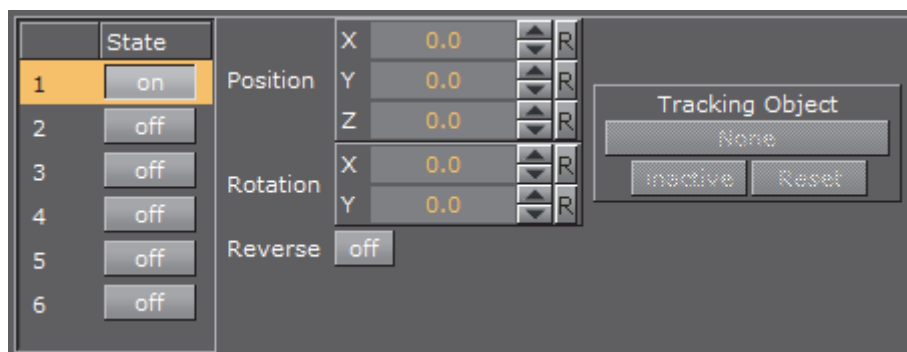 State
1 on
2 off
3 off
4 off
5 off
6 off
Position
X 0.0 R
Y 0.0 R
Z 0.0 R
Rotation
X 0.0 R
Y 0.0 R
Reverse off
Tracking Object
None
inactive Reset